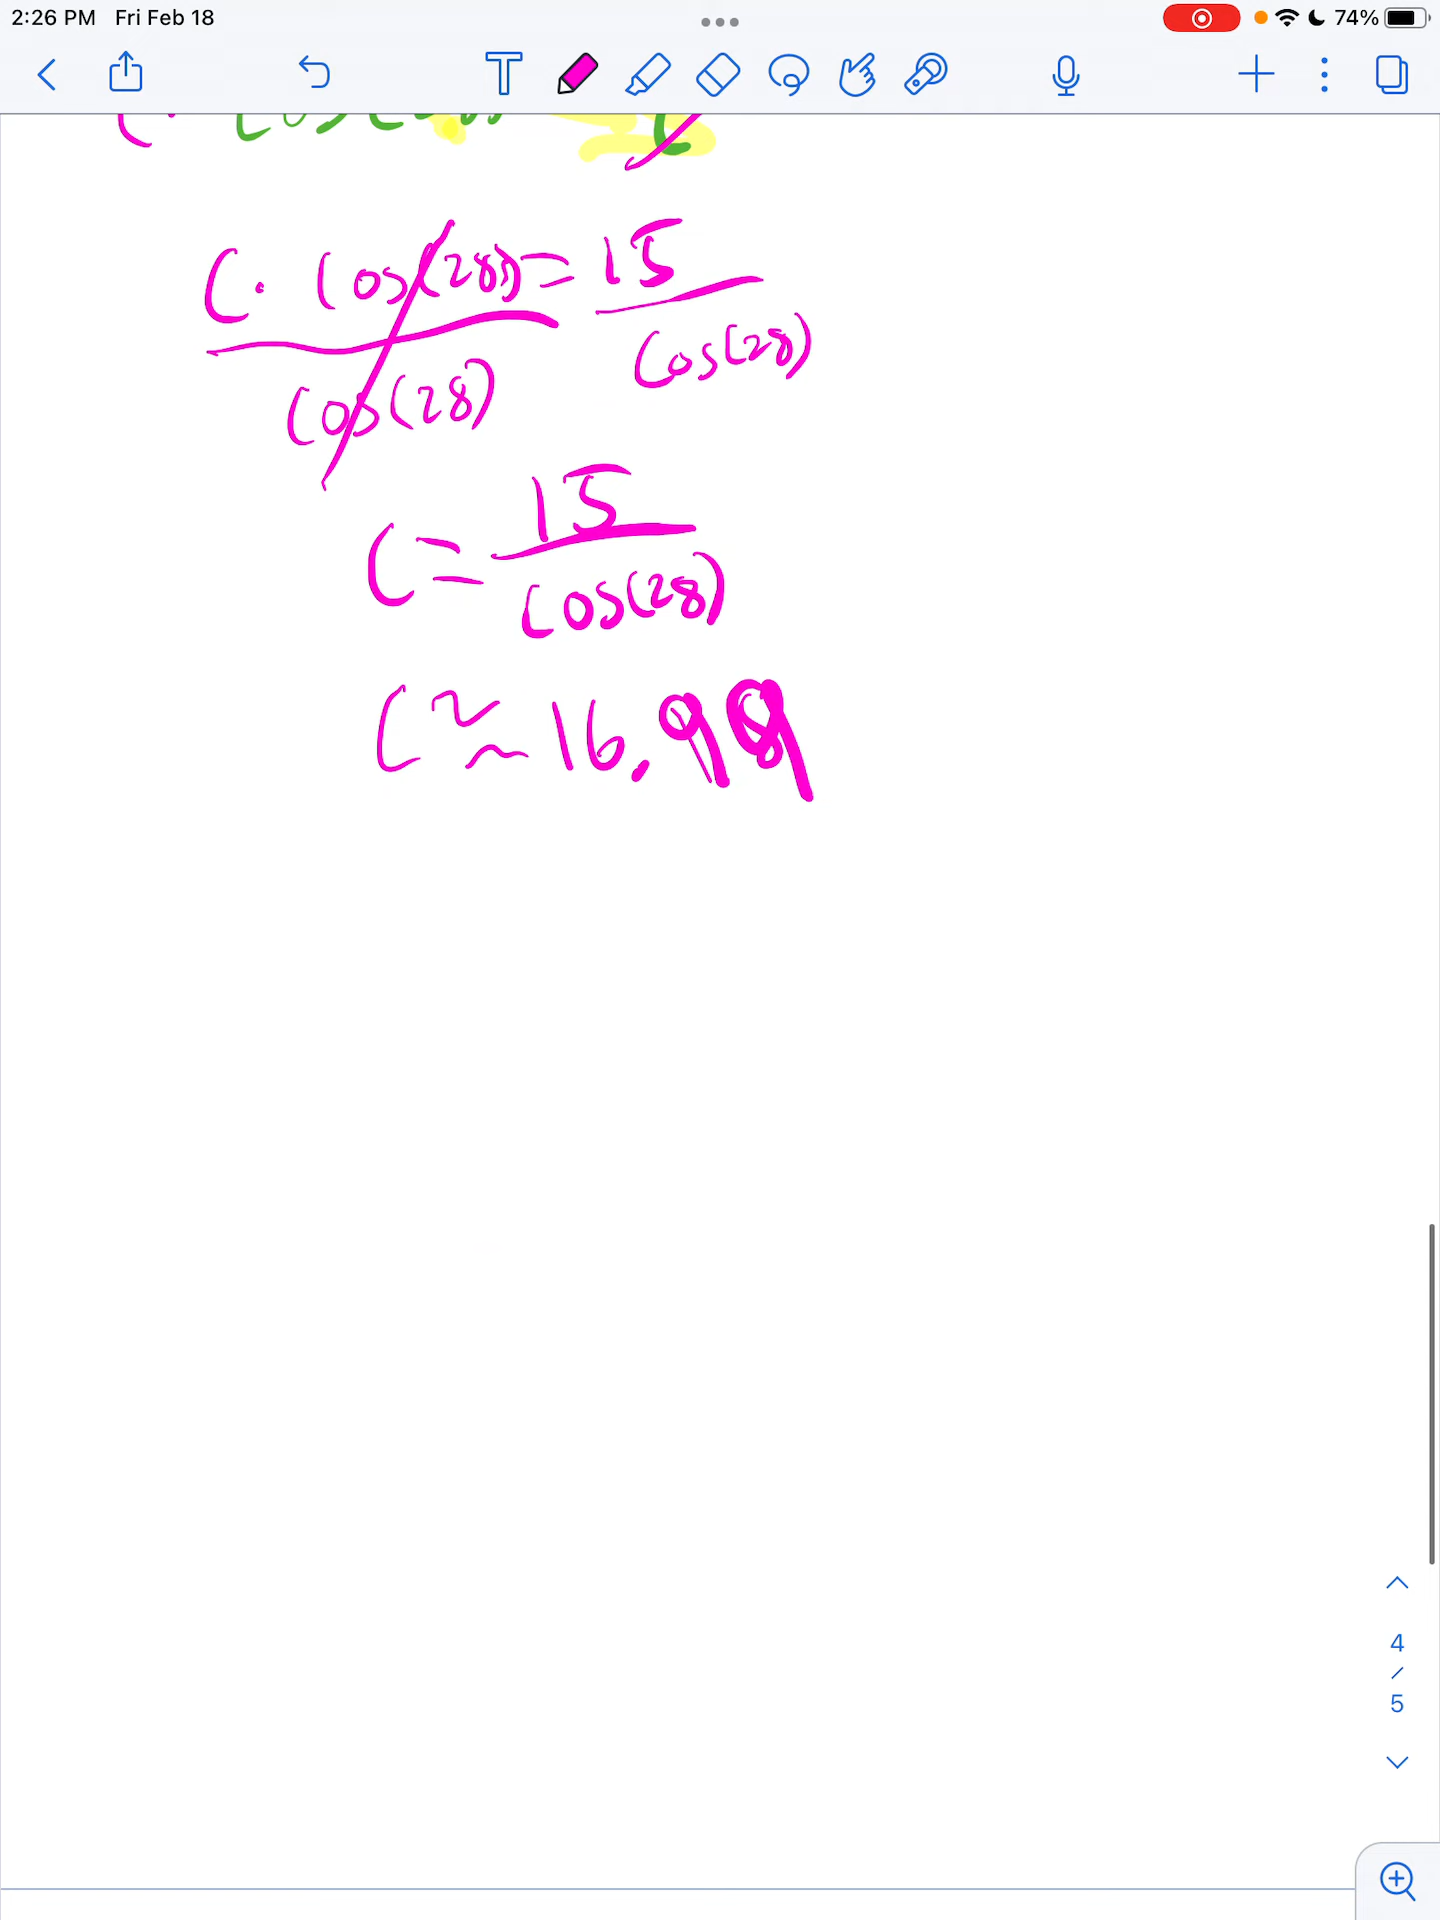 2:26 PM Fri Feb 18
74%
T
C · Cos(28) = 15
Cos(28) Cos(28)
C = 15
Cos(28)
C ≈ 16.99
4
/
5